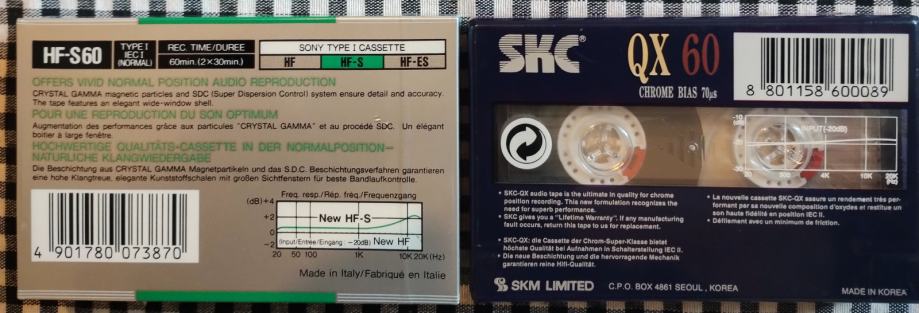 HF-S60
TYPE I
IEC I
(NORMAL)
REC. TIME/DUREE
60min.(2×30min.)
SONY TYPE I CASSETTE
HF HF-S HF-ES
OFFERS VIVID NORMAL POSITION AUDIO REPRODUCTION
CRYSTAL GAMMA magnetic particles and SDC (Super Dispersion Control) system ensure detail and accuracy.
The tape features an elegant wide-window shell.
POUR UNE REPRODUCTION DU SON OPTIMUM
Augmentation des performances grâce aux particules "CRYSTAL GAMMA" et au procédé SDC. Un élégant
boîtier à large fenêtre.
HOCHWERTIGE QUALITÄTS-CASSETTE IN DER NORMALPOSITION—
NATÜRLICHE KLANGWIEDERGABE
Die Beschichtung aus CRYSTAL GAMMA Magnetpartikeln und das S.D.C. Beschichtungsverfahren garantieren
eine hohe Klangtreue, elegante Kunststoffschalen mit großen Sichtfenstern für beste Bandlaufkontrolle.
4 901780 073870
Freq. resp./Rép. fréq./Frequenzgang
(dB)+4
+2
0
−2
New HF-S
(Input/Entrée/Eingang −20dB) New HF
20 50 100 1K 10K 20K (Hz)
Made in Italy/Fabriqué en Italie
SKC®
QX 60
CHROME BIAS 70µs
8 801158 600089
-10
INPUT(-20dB)
-30
20 500 4K 10K 20K
(Hz)
• SKC-QX audio tape is the ultimate in quality for chrome
position recording. This new formulation recognizes the
need for superb performance.
• SKC gives you a "Lifetime Warranty". If any manufacturing
fault occurs, return this tape to us for replacement.
• SKC-QX: die Cassette der Chrom-Super-Klasse bietet
höchste Qualität bei Aufnahmen in Schalterstellung IEC II.
• Die neue Beschichtung und die hervorragende Mechanik
garantieren reine Hifi-Qualität.
• La nouvelle cassette SKC-QX assure un rendement très per-
formant par sa nouvelle composition d'oxydes et restitue un
son haute fidélité en position IEC II.
• Défilement avec un minimum de friction.
SKM LIMITED
C.P.O. BOX 4861 SEOUL, KOREA
MADE IN KOREA